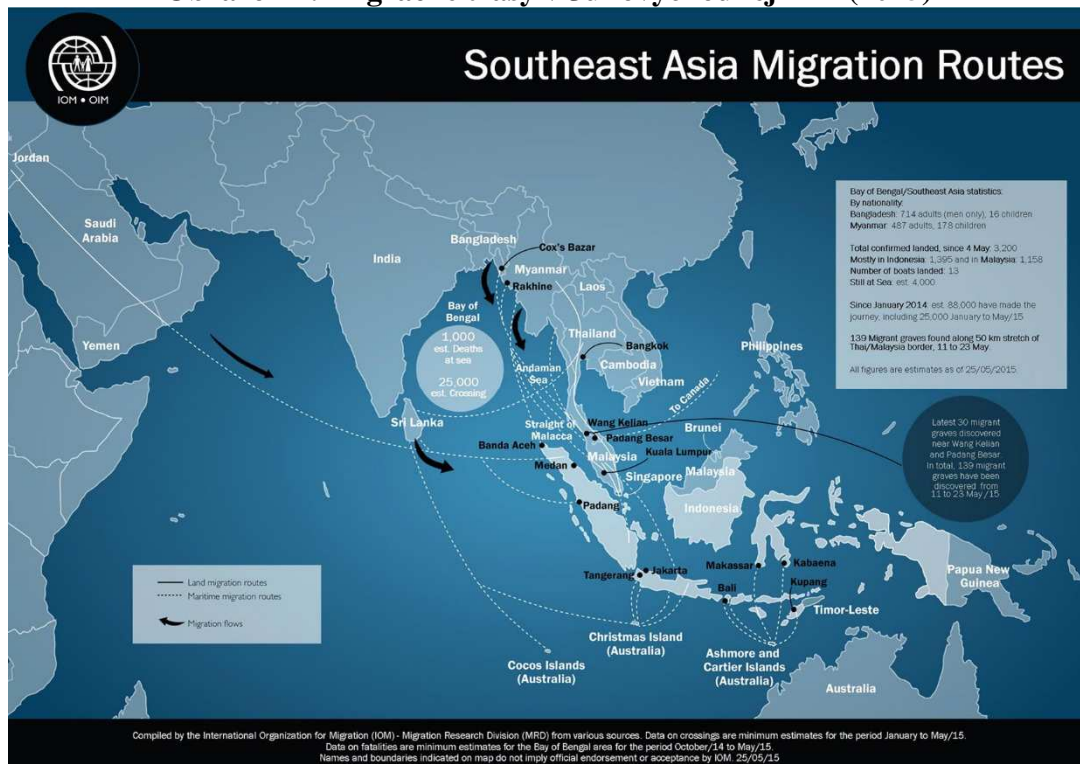 IOM • OIM
Southeast Asia Migration Routes
Jordan
Saudi
Arabia
Yemen
India
Bangladesh
Cox's Bazar
Myanmar
Rakhine
Laos
Bay of
Bengal
1,000
est. Deaths
at sea
25,000
est. Crossing
Thailand
Bangkok
Andaman
Sea
Cambodia
Vietnam
Philippines
To Canada
Sri Lanka
Straight of
Malacca
Wang Kelian
Padang Besar
Banda Aceh
Malaysia
Kuala Lumpur
Brunei
Malaysia
Medan
Singapore
Padang
Indonesia
Tangerang
Jakarta
Makassar
Kabaena
Bali
Kupang
Papua New
Guinea
Timor-Leste
Christmas Island
(Australia)
Cocos Islands
(Australia)
Ashmore and
Cartier Islands
(Australia)
Australia
Bay of Bengal/Southeast Asia statistics:
By nationality:
Bangladesh: 714 adults (men only), 16 children
Myanmar: 487 adults, 178 children
Total confirmed landed, since 4 May: 3,200
Mostly in Indonesia: 1,395 and in Malaysia: 1,158
Number of boats landed: 13
Still at Sea: est. 4,000
Since January 2014: est. 88,000 have made the
journey, including 25,000 January to May/15
139 Migrant graves found along 50 km stretch of
Thai/Malaysia border, 11 to 23 May.
All figures are estimates as of 25/05/2015.
Latest 30 migrant
graves discovered
near Wang Kelian
and Padang Besar.
In total, 139 migrant
graves have been
discovered from
11 to 23 May /15
Land migration routes
Maritime migration routes
Migration flows
Compiled by the International Organization for Migration (IOM) - Migration Research Division (MRD) from various sources. Data on crossings are minimum estimates for the period January to May/15.
Data on fatalities are minimum estimates for the Bay of Bengal area for the period October/14 to May/15.
Names and boundaries indicated on map do not imply official endorsement or acceptance by IOM. 25/05/15